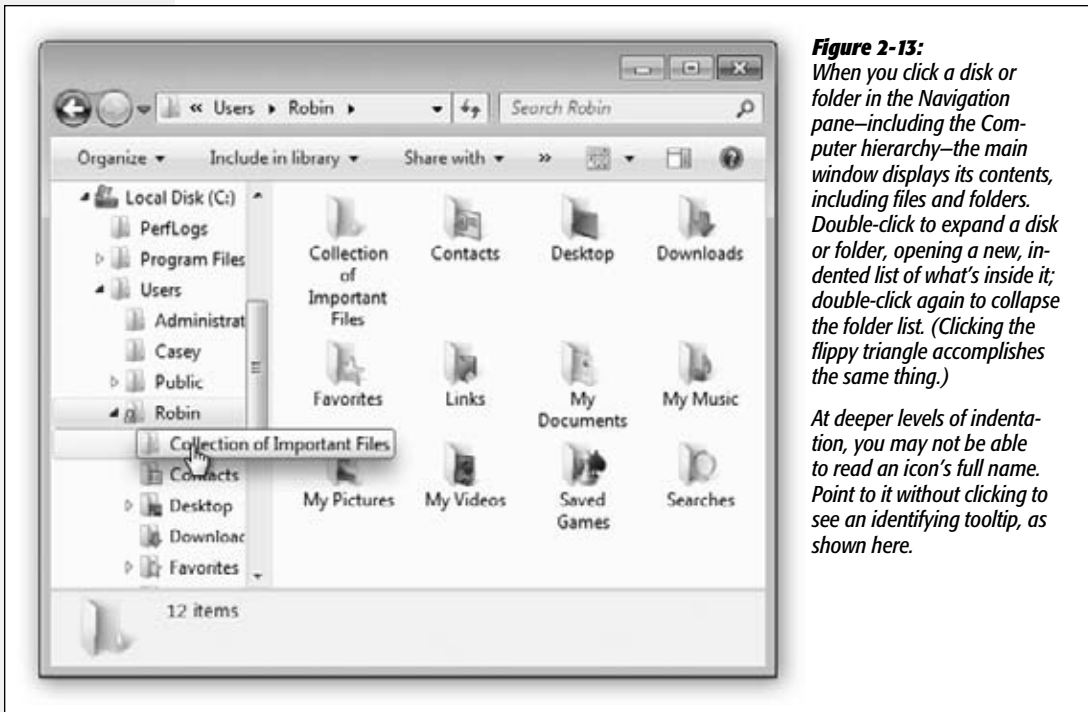 « Users ▸ Robin ▸
Search Robin
Organize ▾ Include in library ▾ Share with ▾ »
Local Disk (C:)
PerfLogs
Program Files
Users
Administrat
Casey
Public
Robin
Collection of Important Files
Contacts
Desktop
Downloac
Favorites
Collection
of
Important
Files
Contacts
Desktop
Downloads
Favorites
Links
My
Documents
My Music
My Pictures
My Videos
Saved
Games
Searches
12 items
Figure 2-13:
When you click a disk or
folder in the Navigation
pane—including the Com-
puter hierarchy—the main
window displays its contents,
including files and folders.
Double-click to expand a disk
or folder, opening a new, in-
dented list of what's inside it;
double-click again to collapse
the folder list. (Clicking the
flippy triangle accomplishes
the same thing.)
At deeper levels of indenta-
tion, you may not be able
to read an icon's full name.
Point to it without clicking to
see an identifying tooltip, as
shown here.